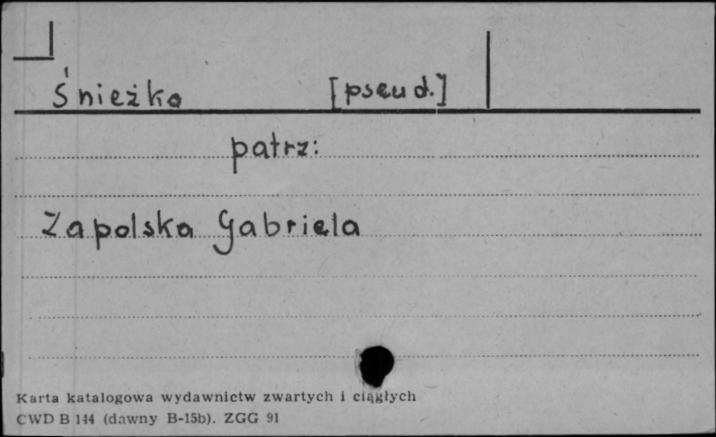 Śnieżko [pseud.]
patrz:
Zapolska Gabriela
Karta katalogowa wydawnictw zwartych i ciągłych
CWD B 144 (dawny B-15b). ZGG 91